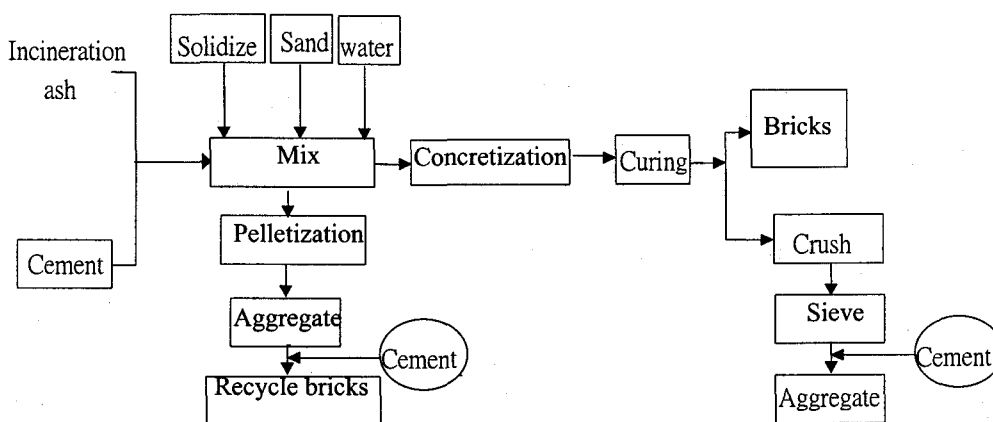 Incineration
ash
Solidize
Sand
water
Mix
Concretization
Curing
Bricks
Cement
Pelletization
Crush
Aggregate
Cement
Sieve
Cement
Recycle bricks
Aggregate